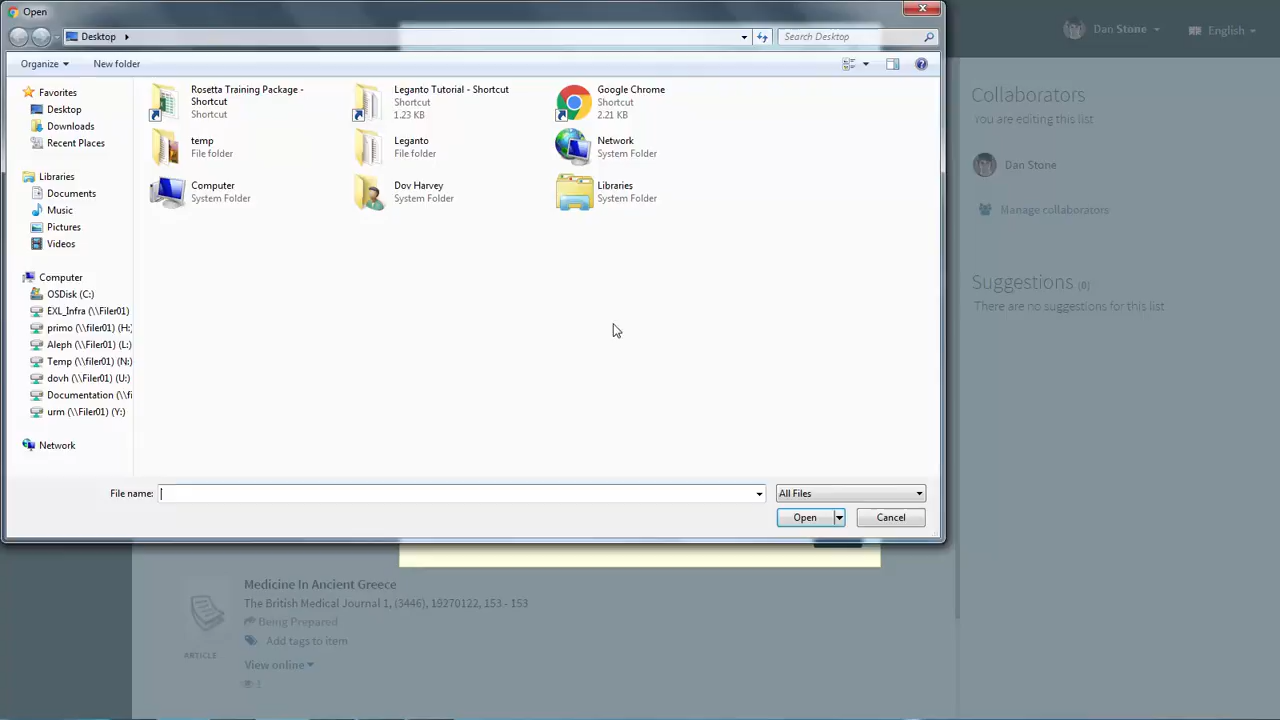 Open
Desktop
Search Desktop
Organize
New folder
Dan Stone
English
Favorites
Desktop
Downloads
Recent Places
Libraries
Documents
Music
Pictures
Videos
Computer
OSDisk (C:)
EXL_Infra (\\Filer01)
primo (\\filer01) (H:
Aleph (\\Filer01) (L:)
Temp (\\filer01) (N:)
dovh (\\Filer01) (U:)
Documentation (\\fi
urm (\\Filer01) (Y:)
Network
Rosetta Training Package -
Shortcut
Shortcut
Leganto Tutorial - Shortcut
Shortcut
1.23 KB
Google Chrome
Shortcut
2.21 KB
temp
File folder
Leganto
File folder
Network
System Folder
Computer
System Folder
Dov Harvey
System Folder
Libraries
System Folder
File name:
All Files
Open
Cancel
Collaborators
You are editing this list
Dan Stone
Manage collaborators
Suggestions (6)
There are no suggestions for this list
Medicine In Ancient Greece
The British Medical Journal 1, (3446), 19270122, 153 - 153
Being Prepared
Add tags to item
ARTICLE
View online
1